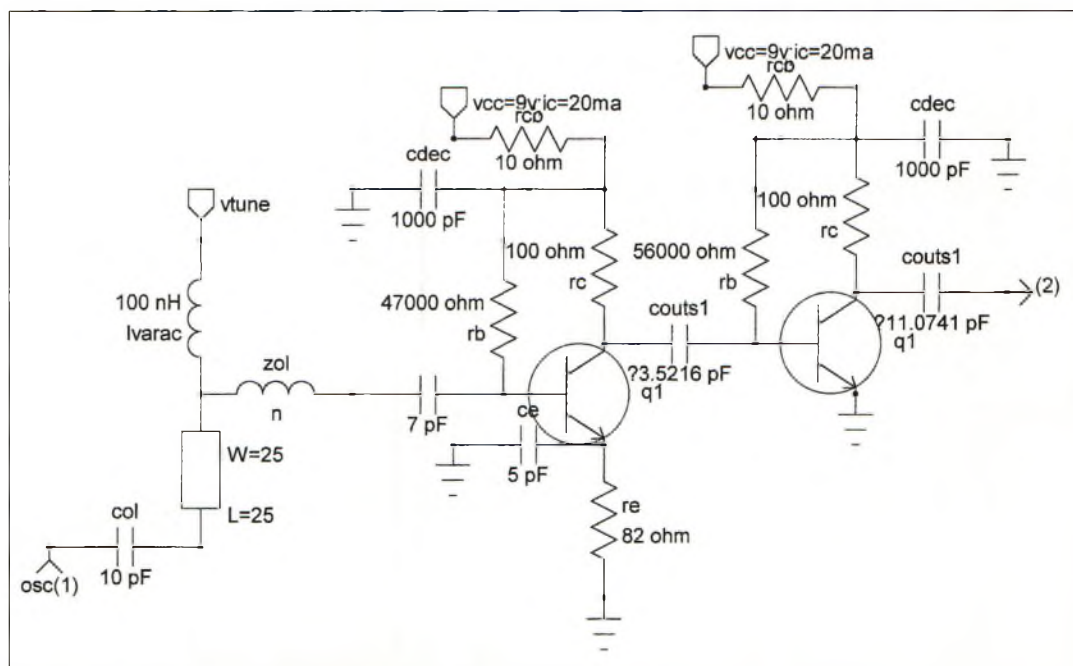 vcc=9v:ic=20ma
rcb
10 ohm
cdec
1000 pF
vcc=9v:ic=20ma
rcb
10 ohm
cdec
1000 pF
vtune
100 nH
lvarac
47000 ohm
rb
100 ohm
rc
56000 ohm
rb
100 ohm
rc
couts1
?3.5216 pF
q1
couts1
?11.0741 pF
q1
(2)
zol
n
7 pF
ce
5 pF
W=25
L=25
re
82 ohm
col
10 pF
osc(1)